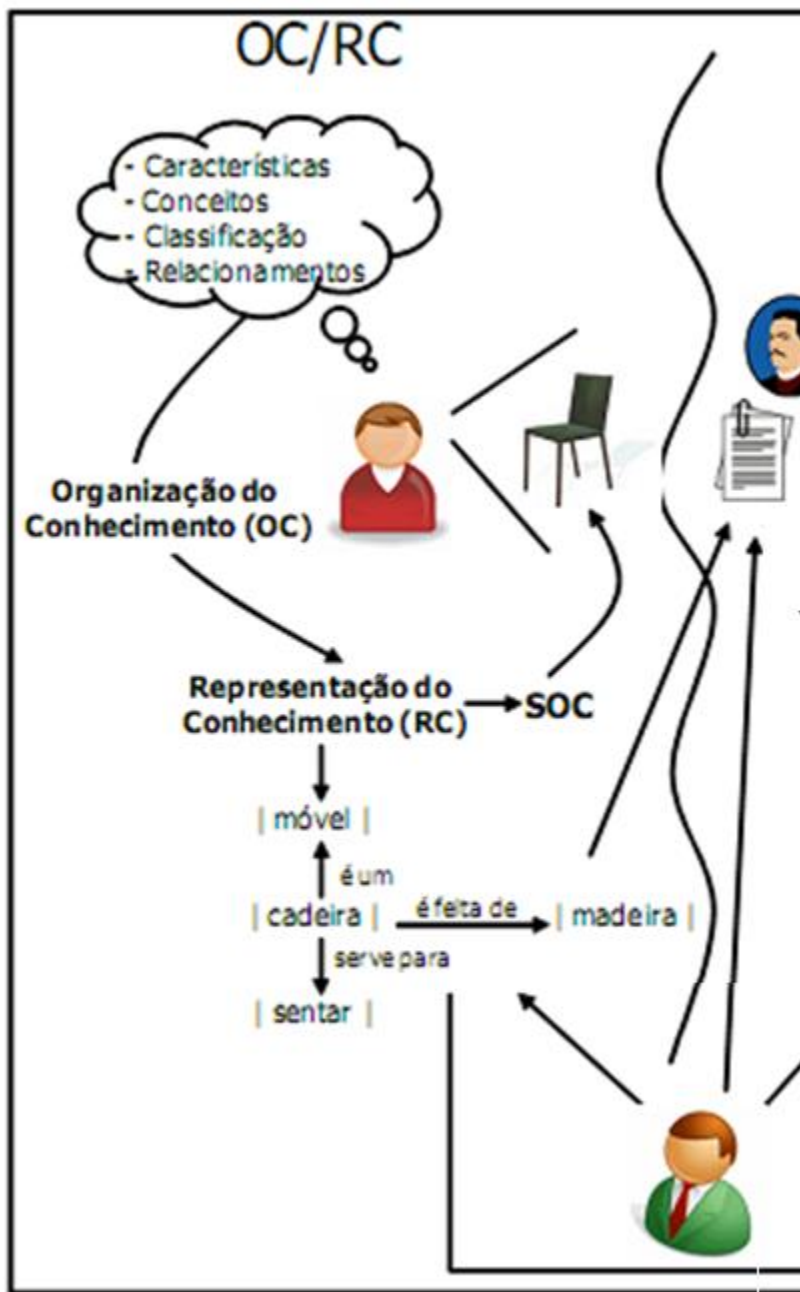 OC/RC
- Características
- Conceitos
- Classificação
- Relacionamentos
Organização do
Conhecimento (OC)
Representação do
Conhecimento (RC)
SOC
| móvel |
é um
| cadeira |
é feita de
| madeira |
serve para
| sentar |